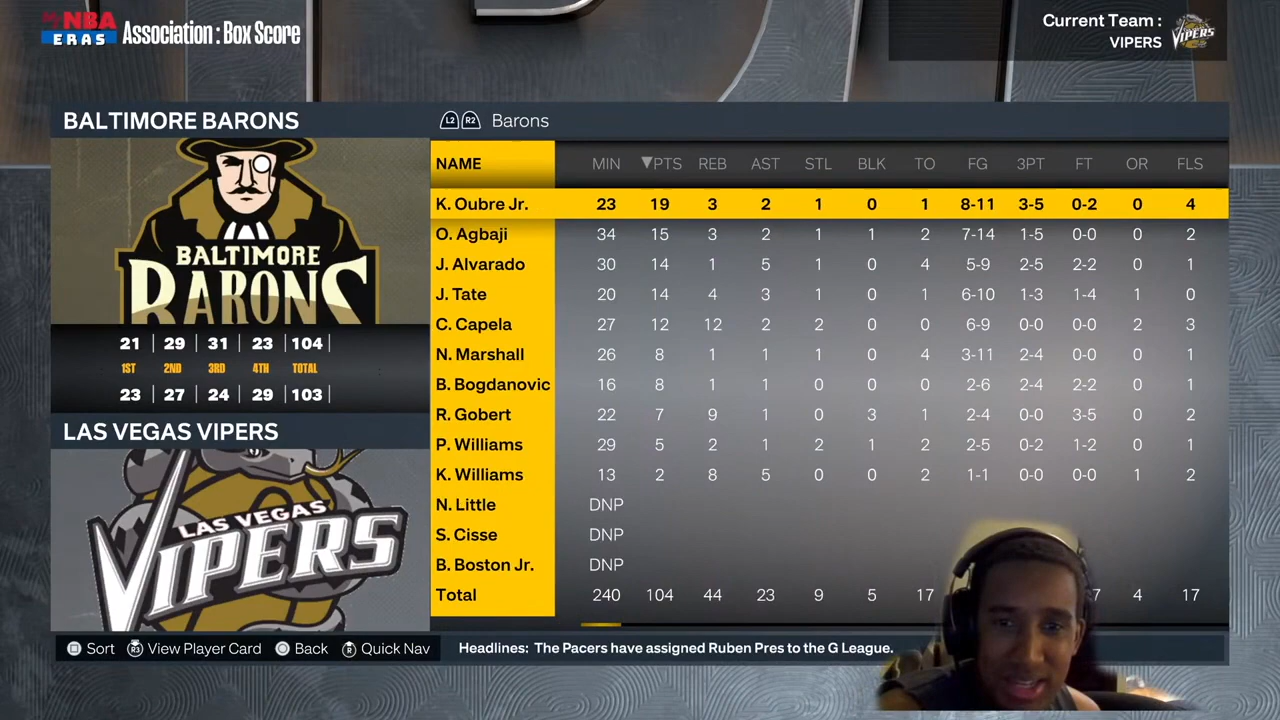 MyNBA ERAS Association : Box Score
Current Team :
VIPERS
VIPERS
BALTIMORE BARONS
BALTIMORE
BARONS
21 29 31 23 104
1ST 2ND 3RD 4TH TOTAL
23 27 24 29 103
LAS VEGAS VIPERS
LAS VEGAS
VIPERS
L2 R2 Barons
NAME MIN ▼PTS REB AST STL BLK TO FG 3PT FT OR FLS
K. Oubre Jr. 23 19 3 2 1 0 1 8-11 3-5 0-2 0 4
O. Agbaji 34 15 3 2 1 1 2 7-14 1-5 0-0 0 2
J. Alvarado 30 14 1 5 1 0 4 5-9 2-5 2-2 0 1
J. Tate 20 14 4 3 1 0 1 6-10 1-3 1-4 1 0
C. Capela 27 12 12 2 2 0 0 6-9 0-0 0-0 2 3
N. Marshall 26 8 1 1 1 0 4 3-11 2-4 0-0 0 1
B. Bogdanovic 16 8 1 1 0 0 0 2-6 2-4 2-2 0 1
R. Gobert 22 7 9 1 0 3 1 2-4 0-0 3-5 0 2
P. Williams 29 5 2 1 2 1 2 2-5 0-2 1-2 0 1
K. Williams 13 2 8 5 0 0 2 1-1 0-0 0-0 1 2
N. Little DNP
S. Cisse DNP
B. Boston Jr. DNP
Total 240 104 44 23 9 5 17 4 17
Sort R3 View Player Card Back R Quick Nav
Headlines: The Pacers have assigned Ruben Pres to the G League.